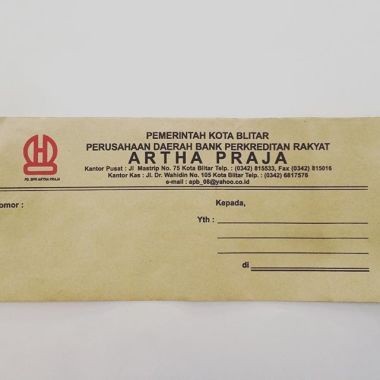 PEMERINTAH KOTA BLITAR
PERUSAHAAN DAERAH BANK PERKREDITAN RAKYAT
ARTHA PRAJA
Kantor Pusat : Jl Mastrip No. 75 Kota Blitar Telp. : (0342) 815533, Fax (0342) 815016
Kantor Kas : Jl. Dr. Wahidin No. 105 Kota Blitar Telp. : (0342) 6817576
e-mail : apb_06@yahoo.co.id
PD. BPR ARTHA PRAJA
omor :
Kepada,
Yth :
di